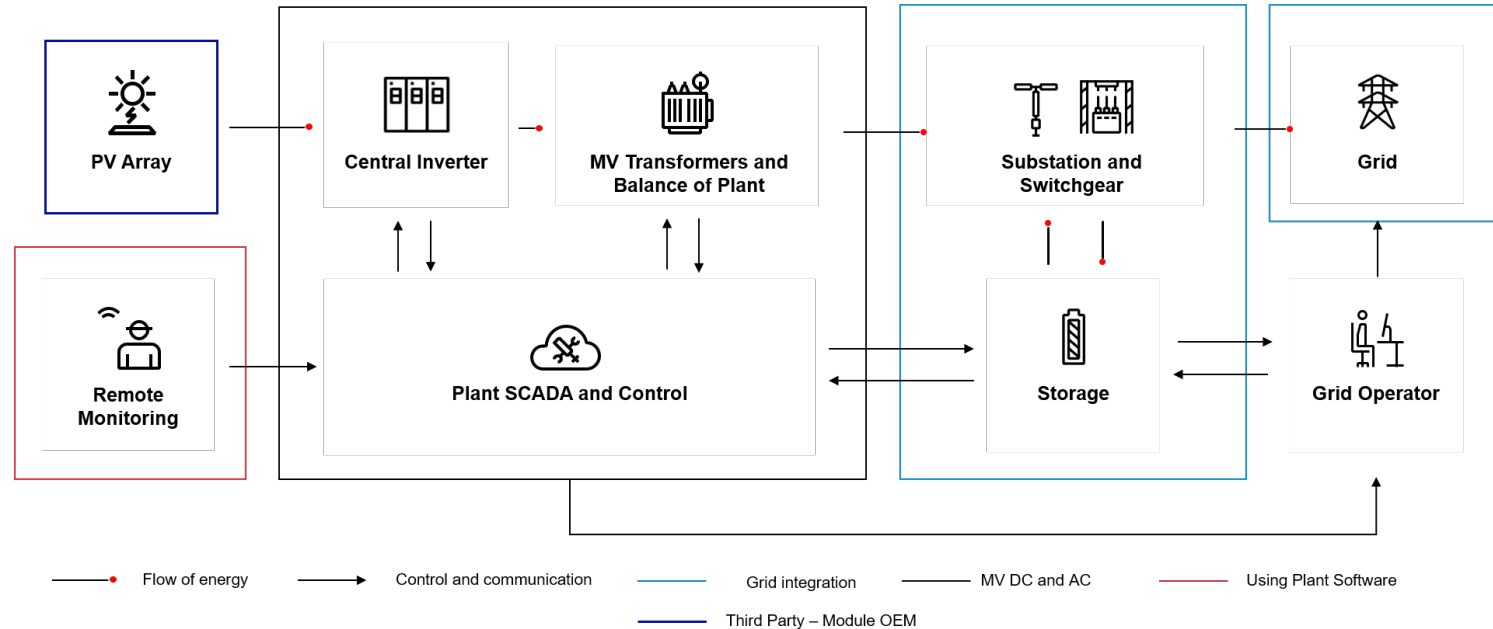 PV Array
Central Inverter
MV Transformers and
Balance of Plant
Substation and
Switchgear
Grid
Remote
Monitoring
Plant SCADA and Control
Storage
Grid Operator
Flow of energy
Control and communication
Grid integration
MV DC and AC
Using Plant Software
Third Party – Module OEM